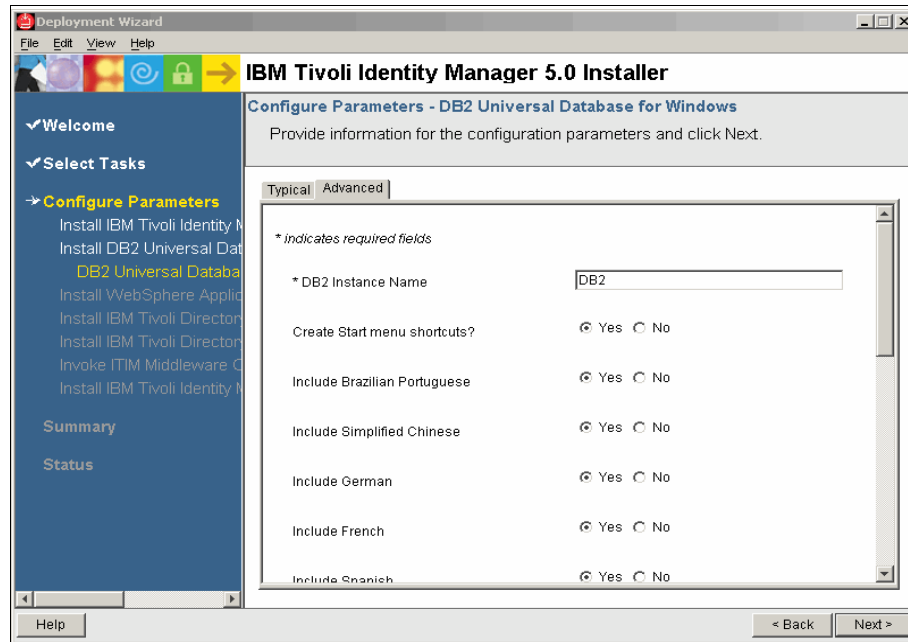 Deployment Wizard
File Edit View Help
IBM Tivoli Identity Manager 5.0 Installer
Configure Parameters - DB2 Universal Database for Windows
Provide information for the configuration parameters and click Next.
Welcome
Select Tasks
Configure Parameters
Install IBM Tivoli Identity M
Install DB2 Universal Dat
DB2 Universal Databa
Install WebSphere Applic
Install IBM Tivoli Director
Install IBM Tivoli Director
Invoke ITIM Middleware C
Install IBM Tivoli Identity M
Summary
Status
Typical Advanced
* indicates required fields
* DB2 Instance Name DB2
Create Start menu shortcuts? Yes No
Include Brazilian Portuguese Yes No
Include Simplified Chinese Yes No
Include German Yes No
Include French Yes No
Include Spanish Yes No
Help < Back Next >